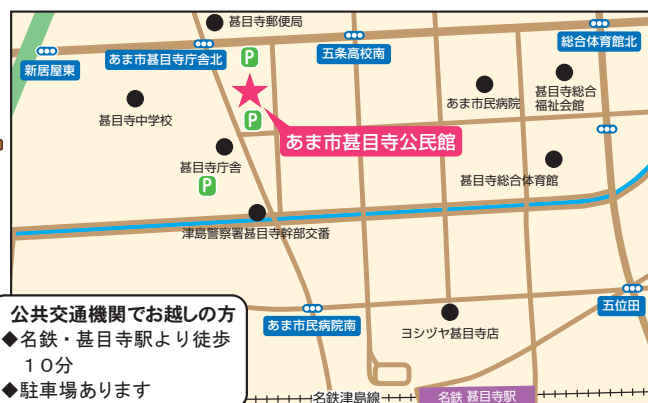 甚目寺郵便局
総合体育館北
五条高校南
あま市甚目寺庁舎北
新居屋東
P
甚目寺総合
福祉会館
あま市民病院
甚目寺中学校
P
あま市甚目寺公民館
甚目寺庁舎
甚目寺総合体育館
P
津島警察署甚目寺幹部交番
五位田
あま市民病院南
ヨシヅヤ甚目寺店
公共交通機関でお越しの方
◆名鉄・甚目寺駅より徒歩
１０分
◆駐車場あります
名鉄津島線
名鉄 甚目寺駅